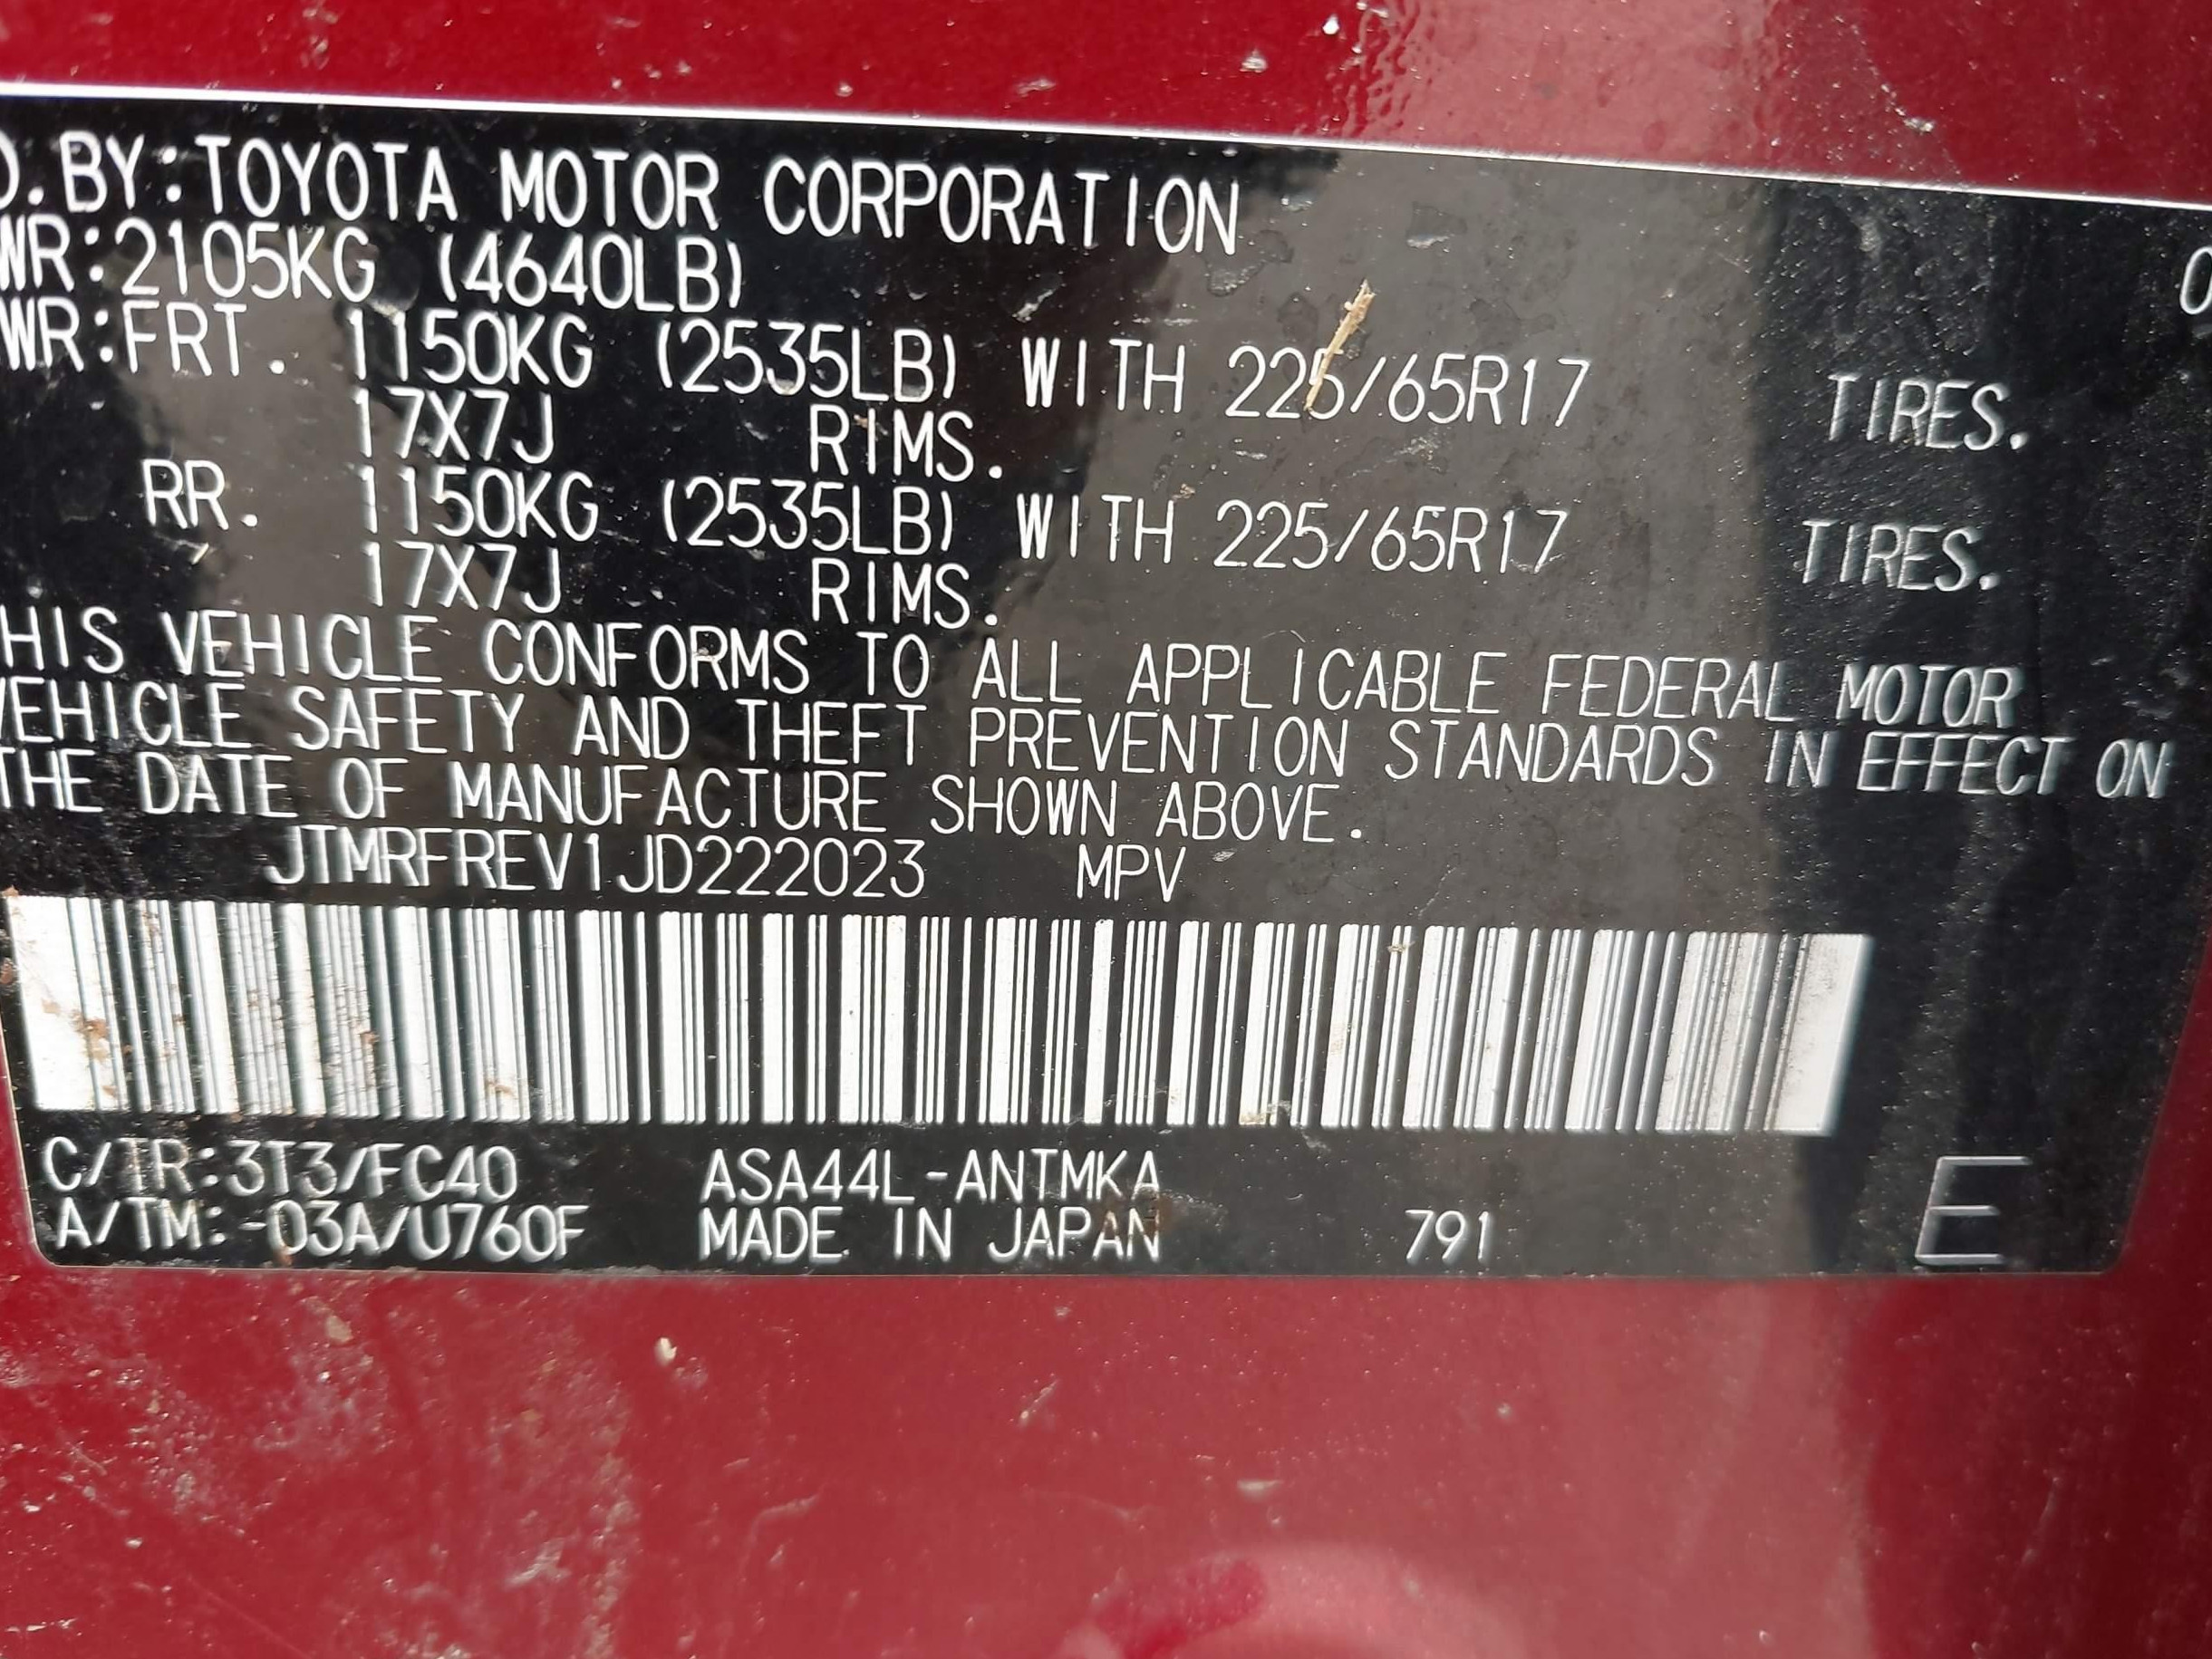 D.BY:TOYOTA MOTOR CORPORATION
WR:2105KG (4640LB) 0
WR:FRT. 1150KG (2535LB) WITH 225/65R17 TIRES.
17X7J RIMS.
RR. 1150KG (2535LB) WITH 225/65R17 TIRES.
17X7J RIMS.
HIS VEHICLE CONFORMS TO ALL APPLICABLE FEDERAL MOTOR
VEHICLE SAFETY AND THEFT PREVENTION STANDARDS IN EFFECT ON
THE DATE OF MANUFACTURE SHOWN ABOVE.
JTMRFREV1JD222023 MPV
C/TR:3T3/FC40 ASA44L-ANTMKA
A/TM:-03A/U760F MADE IN JAPAN 791 E